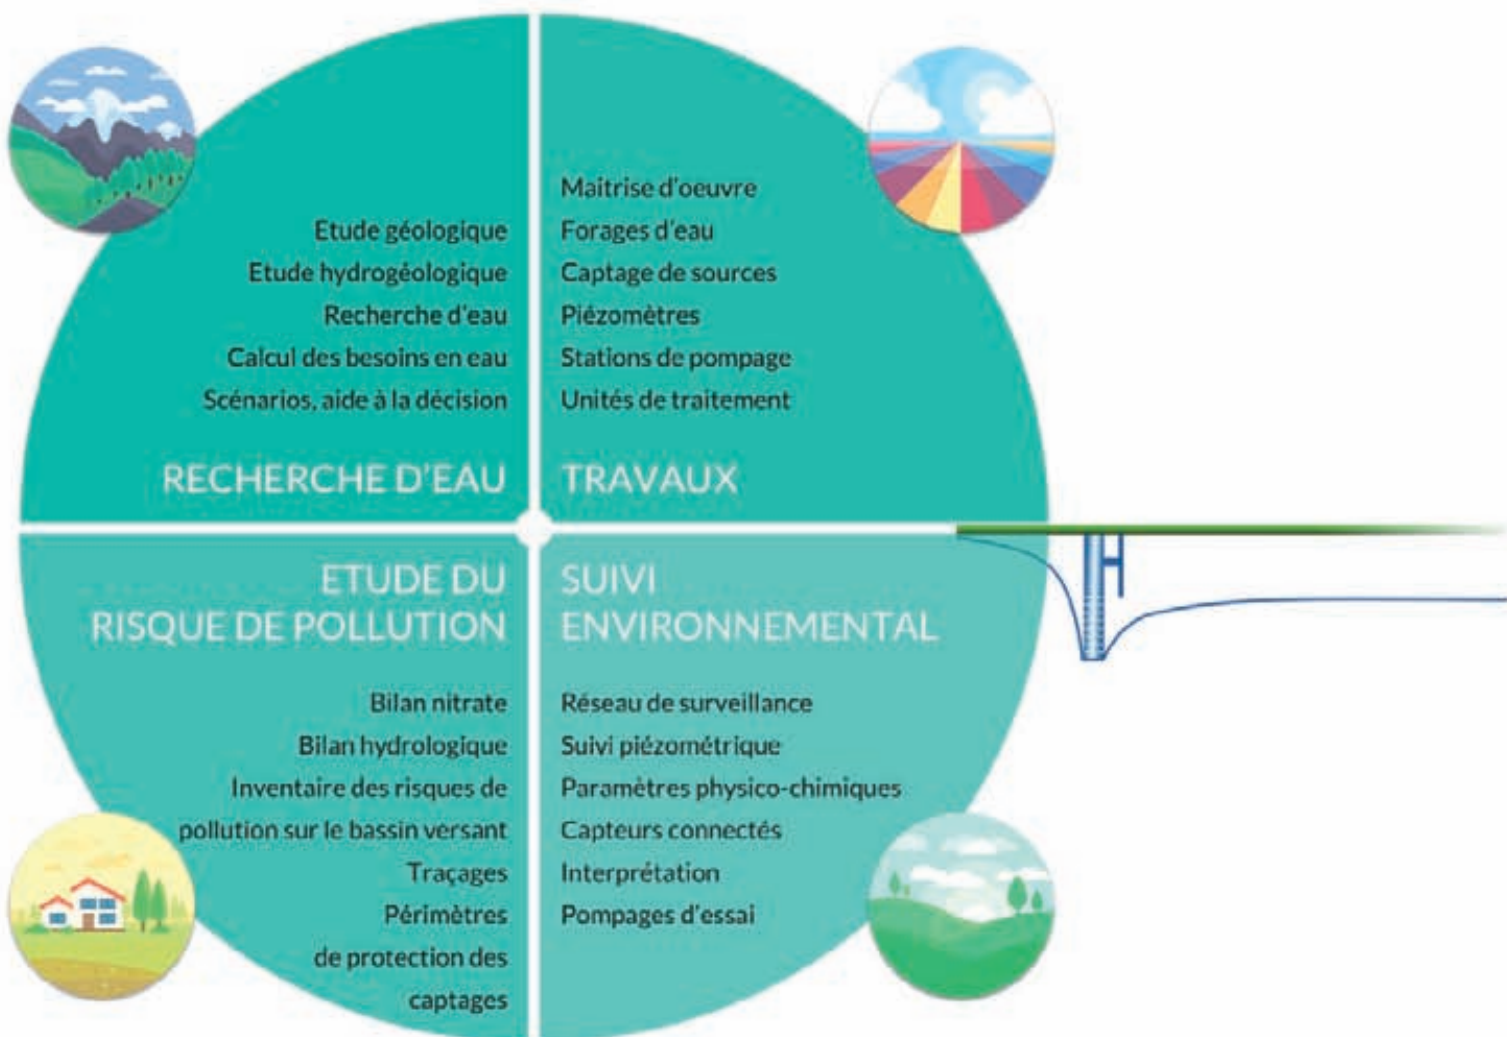 Etude géologique
Etude hydrogéologique
Recherche d'eau
Calcul des besoins en eau
Scénarios, aide à la décision
RECHERCHE D'EAU
Maitrise d'oeuvre
Forages d'eau
Captage de sources
Piézomètres
Stations de pompage
Unités de traitement
TRAVAUX
ETUDE DU
RISQUE DE POLLUTION
Bilan nitrate
Bilan hydrologique
Inventaire des risques de
pollution sur le bassin versant
Traçages
Périmètres
de protection des
captages
SUIVI
ENVIRONNEMENTAL
Réseau de surveillance
Suivi piézométrique
Paramètres physico-chimiques
Capteurs connectés
Interprétation
Pompages d'essai